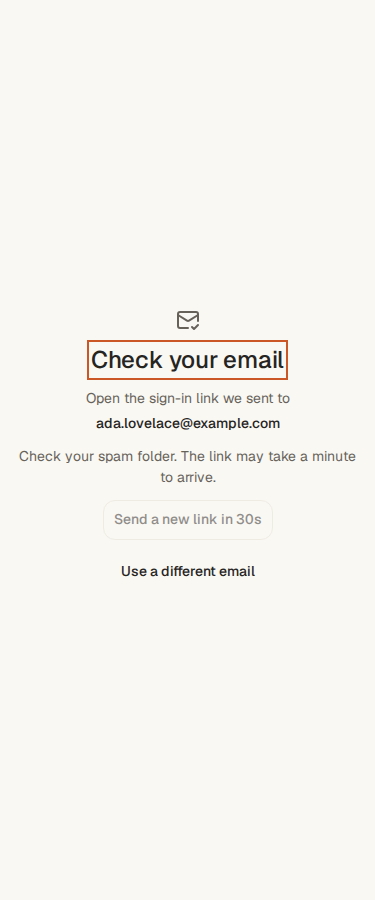 Check your email
Open the sign-in link we sent to
ada.lovelace@example.com
Check your spam folder. The link may take a minute
to arrive.
Send a new link in 30s
Use a different email